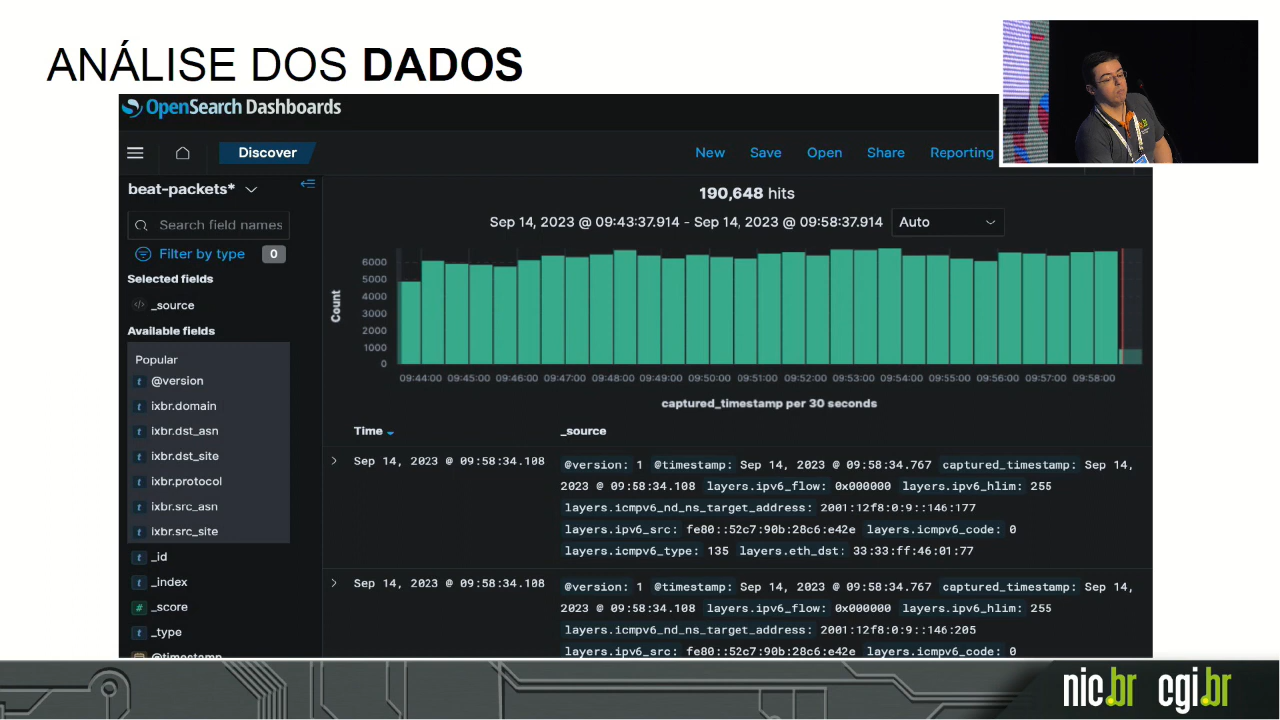 ANÁLISE DOS DADOS
OpenSearch Dashboards
Discover
New Save Open Share Reporting
beat-packets*
Search field names
Filter by type 0
Selected fields
_source
Available fields
Popular
@version
ixbr.domain
ixbr.dst_asn
ixbr.dst_site
ixbr.protocol
ixbr.src_asn
ixbr.src_site
_id
_index
_score
_type
@timestamp
190,648 hits
Sep 14, 2023 @ 09:43:37.914 - Sep 14, 2023 @ 09:58:37.914 Auto
Count
6000
5000
4000
3000
2000
1000
0
09:44:00 09:45:00 09:46:00 09:47:00 09:48:00 09:49:00 09:50:00 09:51:00 09:52:00 09:53:00 09:54:00 09:55:00 09:56:00 09:57:00 09:58:00
captured_timestamp per 30 seconds
Time _source
Sep 14, 2023 @ 09:58:34.108
@version: 1 @timestamp: Sep 14, 2023 @ 09:58:34.767 captured_timestamp: Sep 14,
2023 @ 09:58:34.108 layers.ipv6_flow: 0x000000 layers.ipv6_hlim: 255
layers.icmpv6_nd_ns_target_address: 2001:12f8:0:9::146:177
layers.ipv6_src: fe80::52c7:90b:28c6:e42e layers.icmpv6_code: 0
layers.icmpv6_type: 135 layers.eth_dst: 33:33:ff:46:01:77
Sep 14, 2023 @ 09:58:34.108
@version: 1 @timestamp: Sep 14, 2023 @ 09:58:34.767 captured_timestamp: Sep 14,
2023 @ 09:58:34.108 layers.ipv6_flow: 0x000000 layers.ipv6_hlim: 255
layers.icmpv6_nd_ns_target_address: 2001:12f8:0:9::146:205
layers.ipv6_src: fe80::52c7:90b:28c6:e42e layers.icmpv6_code: 0
nic.br cgi.br